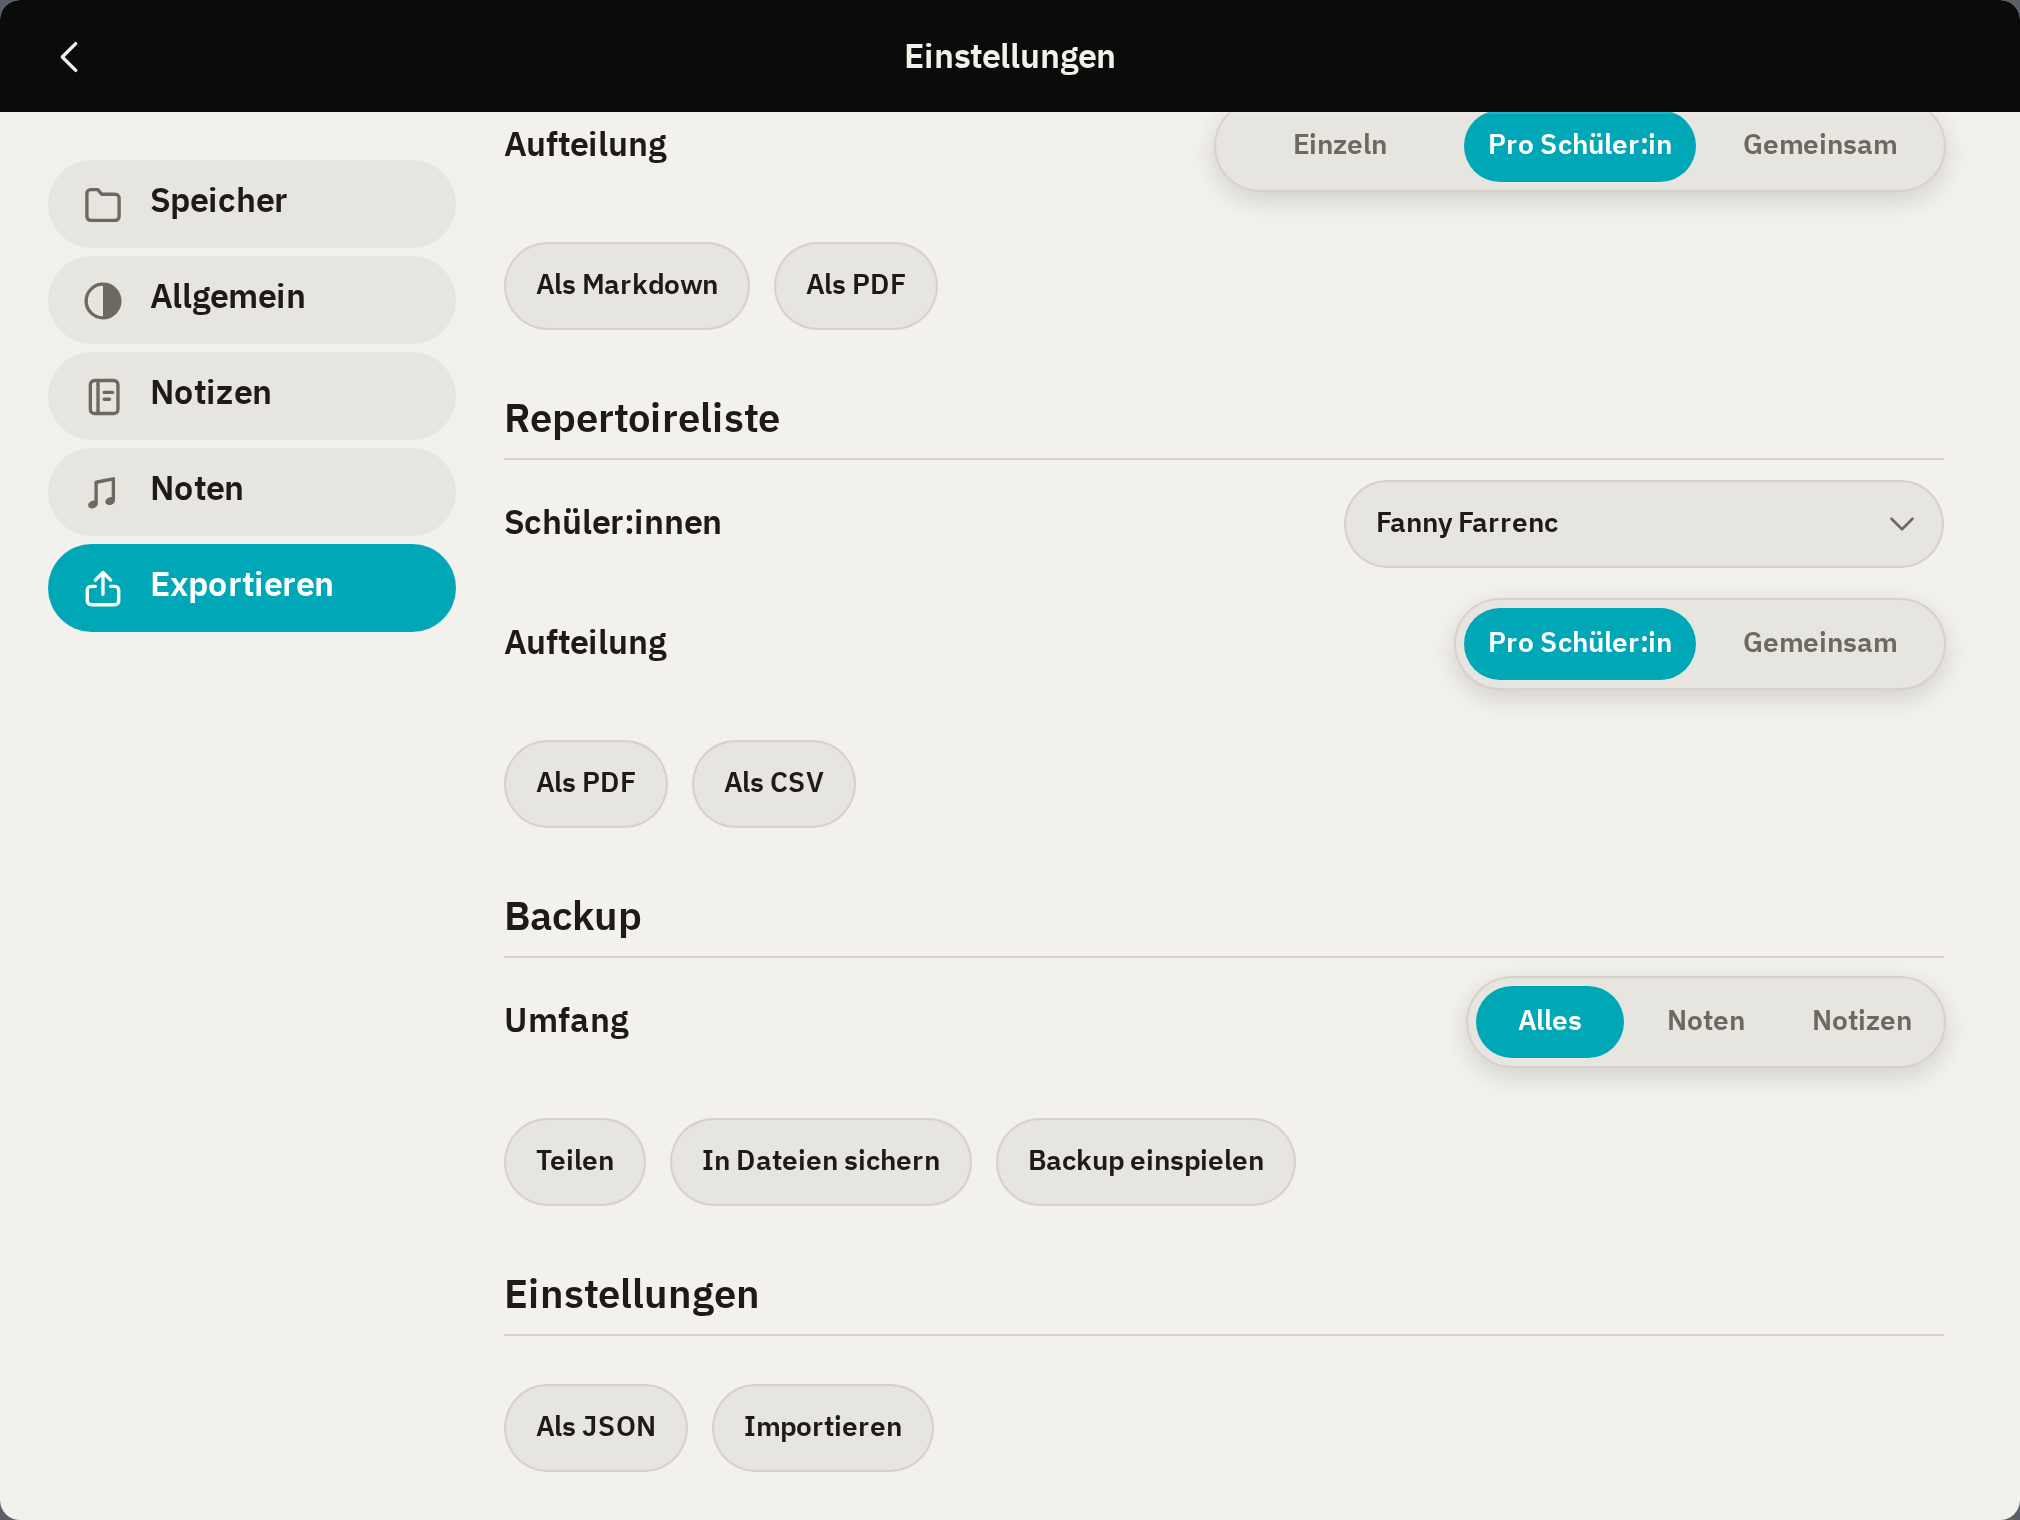 Einstellungen
Speicher
Allgemein
Notizen
Noten
Exportieren
Aufteilung
Einzeln Pro Schüler:in Gemeinsam
Als Markdown Als PDF
Repertoireliste
Schüler:innen Fanny Farrenc
Aufteilung Pro Schüler:in Gemeinsam
Als PDF Als CSV
Backup
Umfang Alles Noten Notizen
Teilen In Dateien sichern Backup einspielen
Einstellungen
Als JSON Importieren